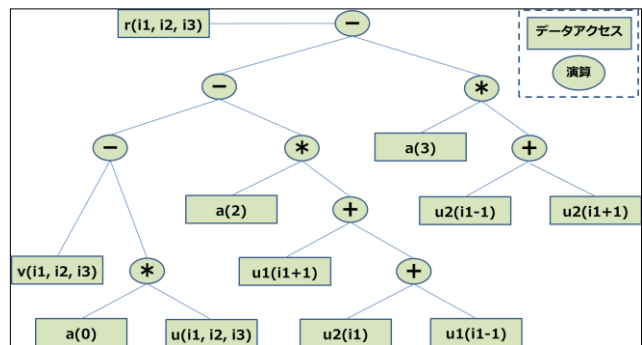 r(i1, i2, i3)
−
データアクセス
演算
−
*
−
*
a(3)
+
a(2)
+
u2(i1-1)
u2(i1+1)
v(i1, i2, i3)
*
u1(i1+1)
+
a(0)
u(i1, i2, i3)
u2(i1)
u1(i1-1)